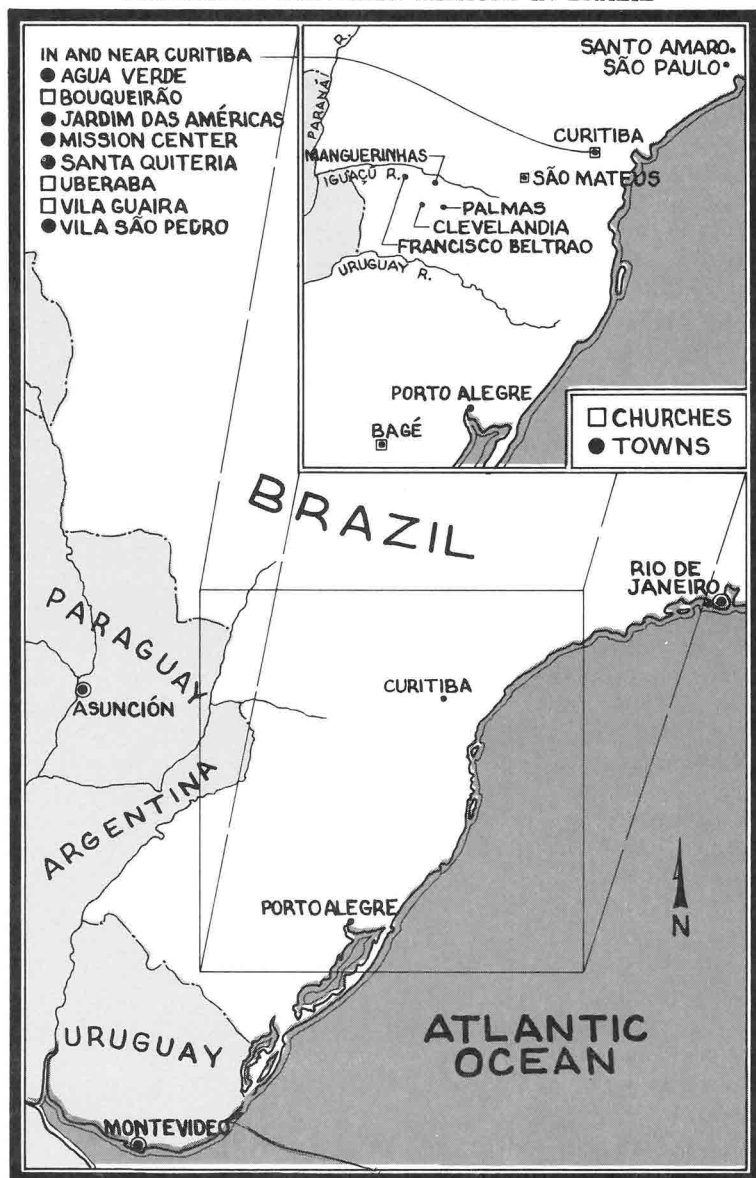 IN AND NEAR CURITIBA
AGUA VERDE
BOUQUEIRÃO
JARDIM DAS AMÉRICAS
MISSION CENTER
SANTA QUITERIA
UBERABA
VILA GUAIRA
VILA SÃO PEDRO
SANTO AMARO
SÃO PAULO
PARANÁ
R.
CURITIBA
MANGUERINHAS
IGUAÇÚ R.
SÃO MATEUS
PALMAS
CLEVELANDIA
FRANCISCO BELTRAO
URUGUAY
R.
PORTO ALEGRE
BAGÉ
CHURCHES
TOWNS
BRAZIL
RIO DE
JANEIRO
PARAGUAY
CURITIBA
ASUNCIÓN
ARGENTINA
PORTO ALEGRE
N
URUGUAY
ATLANTIC
OCEAN
MONTEVIDEO